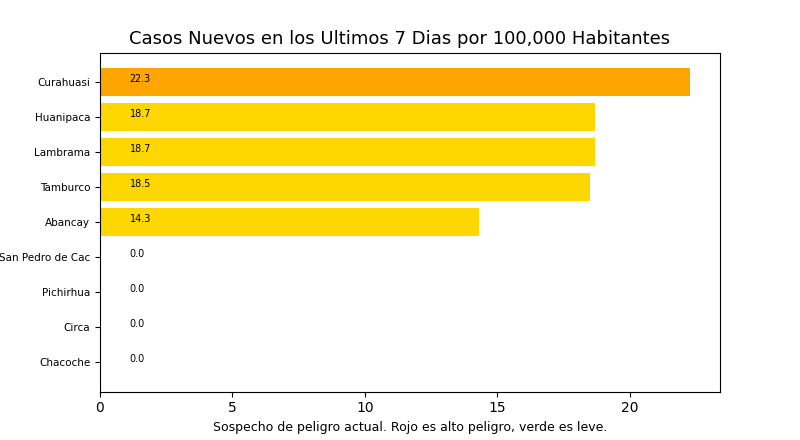 Casos Nuevos en los Ultimos 7 Dias por 100,000 Habitantes
Curahuasi 22.3
Huanipaca 18.7
Lambrama 18.7
Tamburco 18.5
Abancay 14.3
San Pedro de Cac 0.0
Pichirhua 0.0
Circa 0.0
Chacoche 0.0
0 5 10 15 20
Sospecho de peligro actual. Rojo es alto peligro, verde es leve.